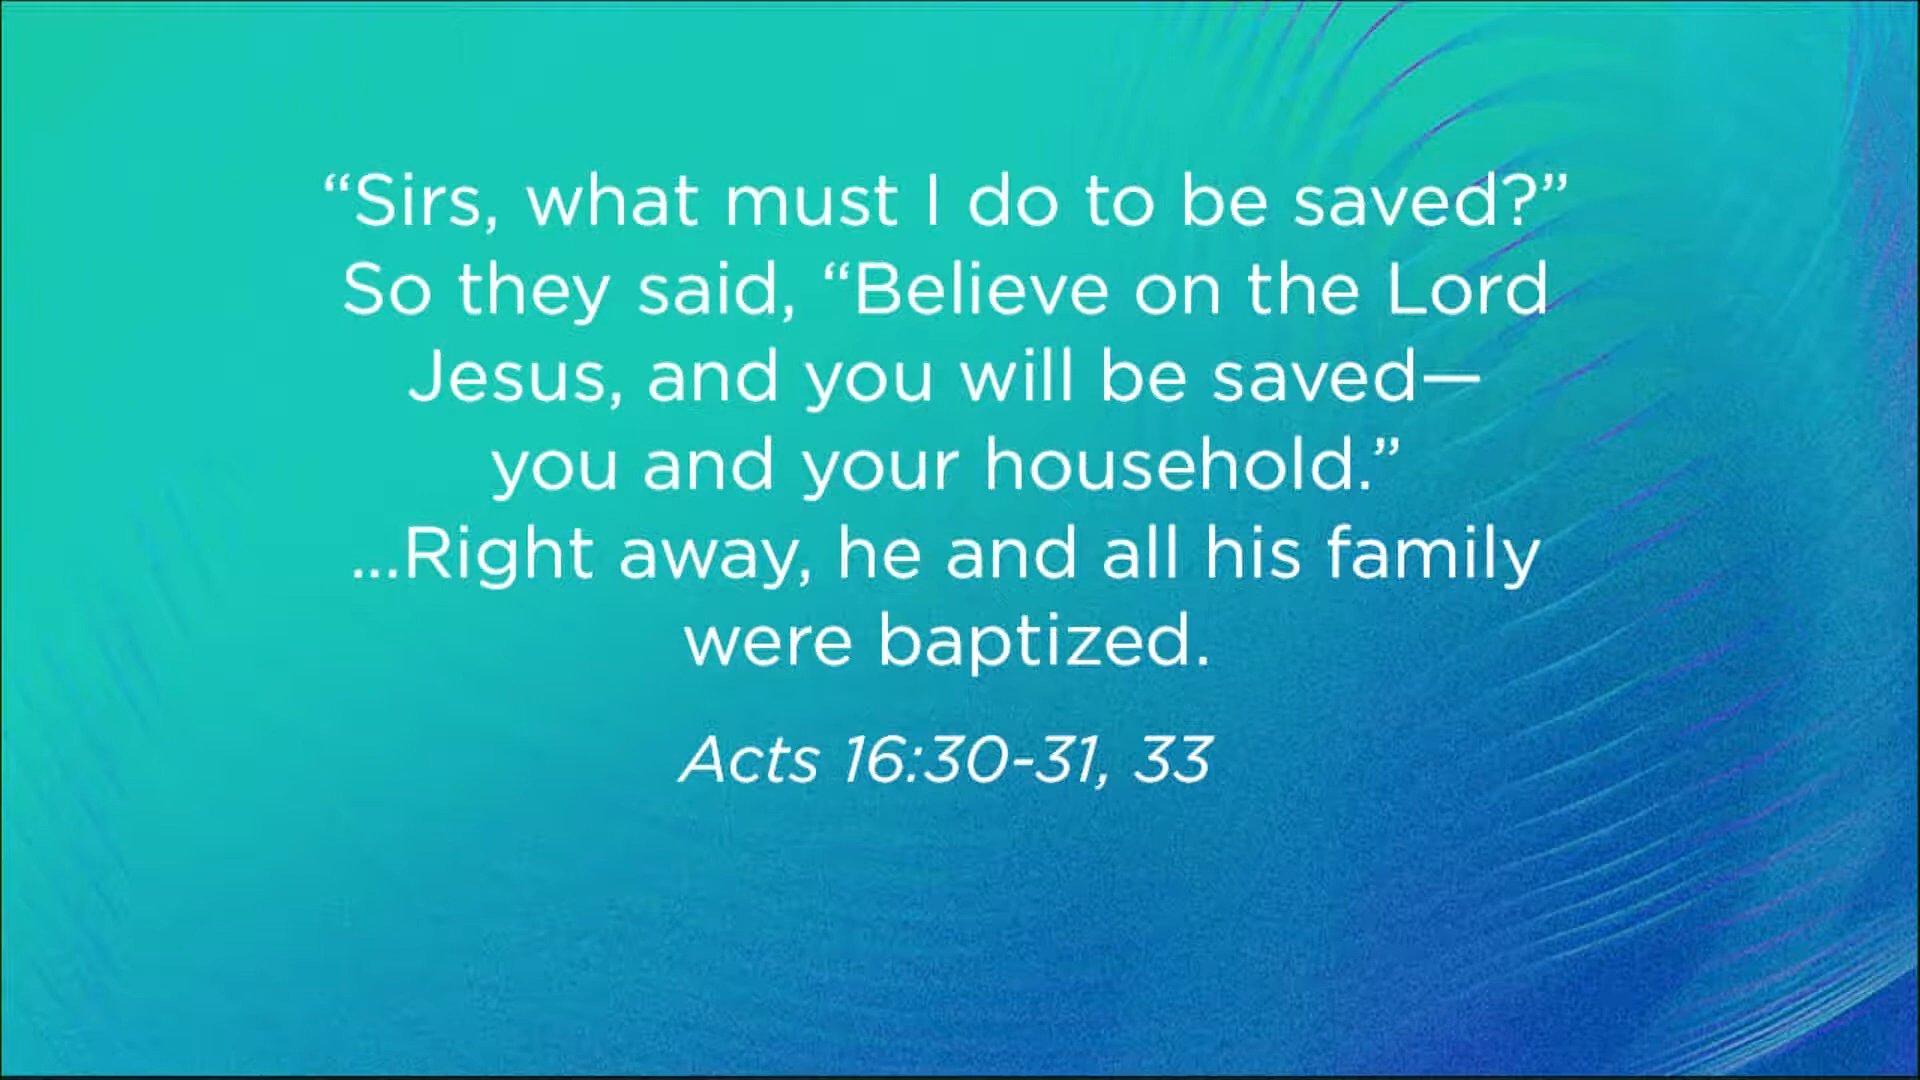 “Sirs, what must I do to be saved?”
So they said, “Believe on the Lord
Jesus, and you will be saved—
you and your household.”
...Right away, he and all his family
were baptized.
Acts 16:30-31, 33